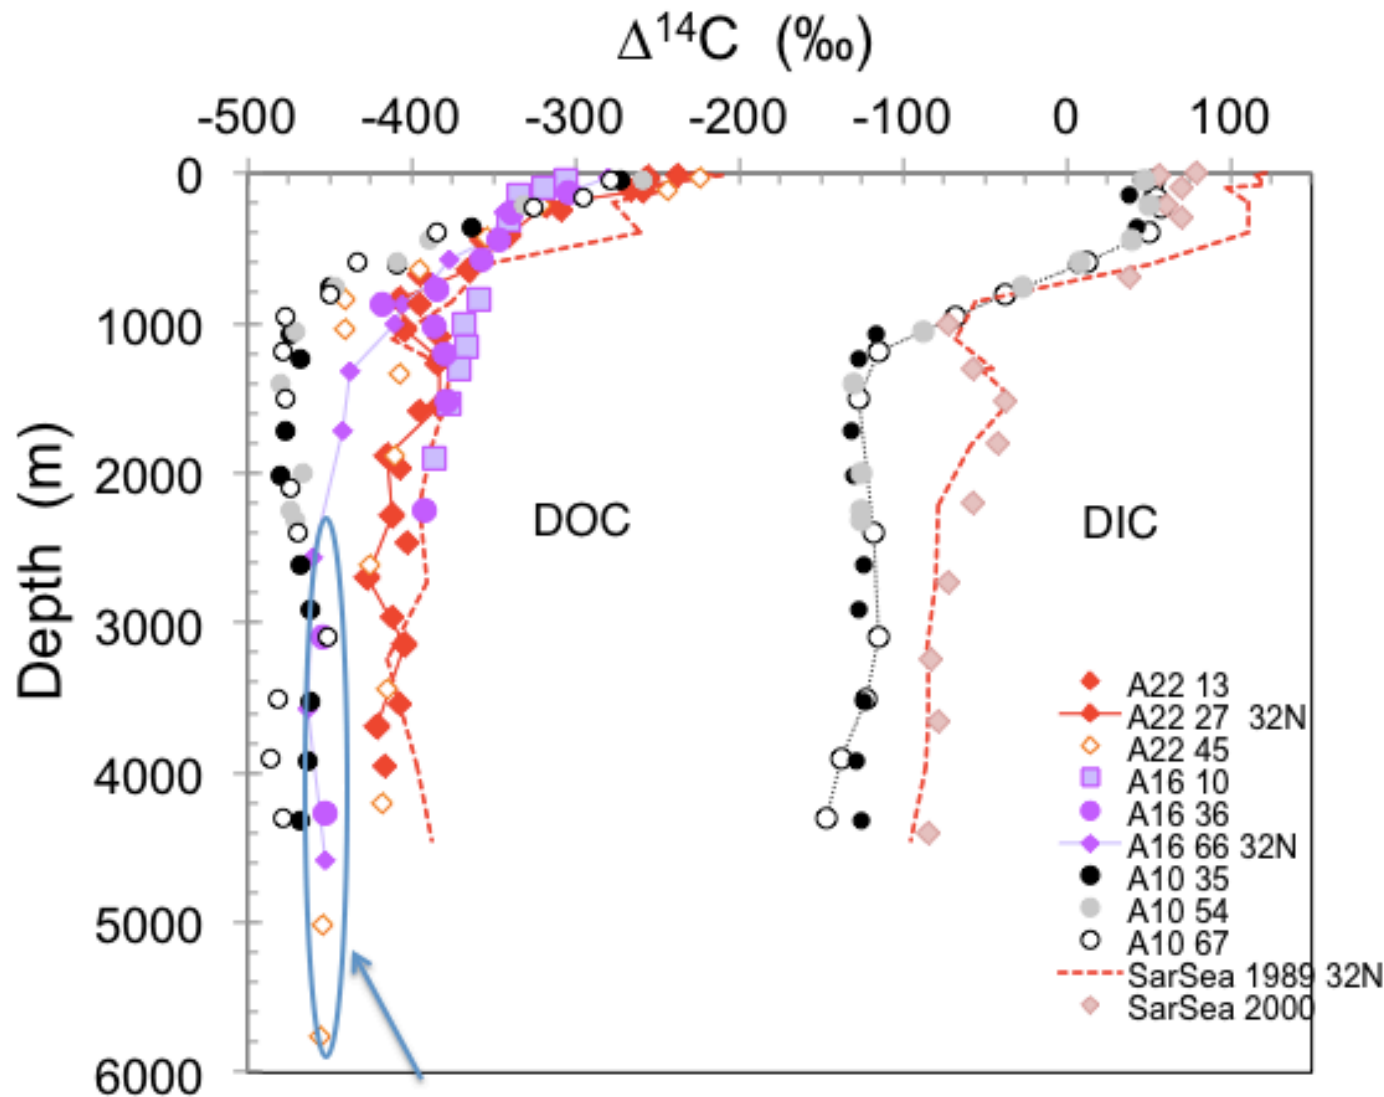 Δ¹⁴C (‰)
-500 -400 -300 -200 -100 0 100
0
1000
2000
3000
4000
5000
6000
Depth (m)
DOC
DIC
A22 13
A22 27 32N
A22 45
A16 10
A16 36
A16 66 32N
A10 35
A10 54
A10 67
SarSea 1989 32N
SarSea 2000